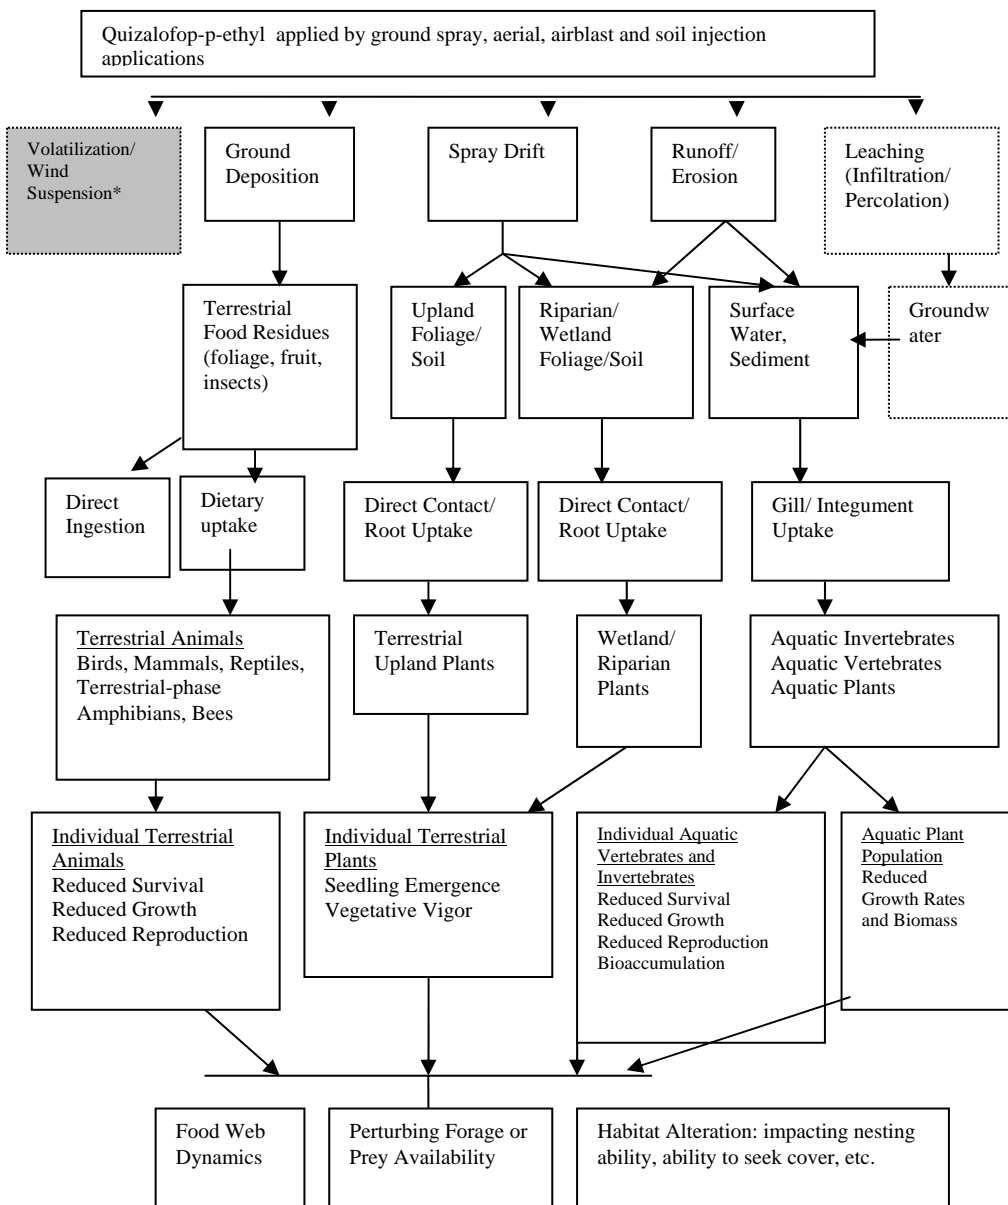 Quizalofop-p-ethyl applied by ground spray, aerial, airblast and soil injection
applications
Volatilization/
Wind
Suspension*
Ground
Deposition
Spray Drift
Runoff/
Erosion
Leaching
(Infiltration/
Percolation)
Terrestrial
Food Residues
(foliage, fruit,
insects)
Upland
Foliage/
Soil
Riparian/
Wetland
Foliage/Soil
Surface
Water,
Sediment
Groundw
ater
Direct
Ingestion
Dietary
uptake
Direct Contact/
Root Uptake
Direct Contact/
Root Uptake
Gill/ Integument
Uptake
Terrestrial Animals
Birds, Mammals, Reptiles,
Terrestrial-phase
Amphibians, Bees
Terrestrial
Upland Plants
Wetland/
Riparian
Plants
Aquatic Invertebrates
Aquatic Vertebrates
Aquatic Plants
Individual Terrestrial
Animals
Reduced Survival
Reduced Growth
Reduced Reproduction
Individual Terrestrial
Plants
Seedling Emergence
Vegetative Vigor
Individual Aquatic
Vertebrates and
Invertebrates
Reduced Survival
Reduced Growth
Reduced Reproduction
Bioaccumulation
Aquatic Plant
Population
Reduced
Growth Rates
and Biomass
Food Web
Dynamics
Perturbing Forage or
Prey Availability
Habitat Alteration: impacting nesting
ability, ability to seek cover, etc.